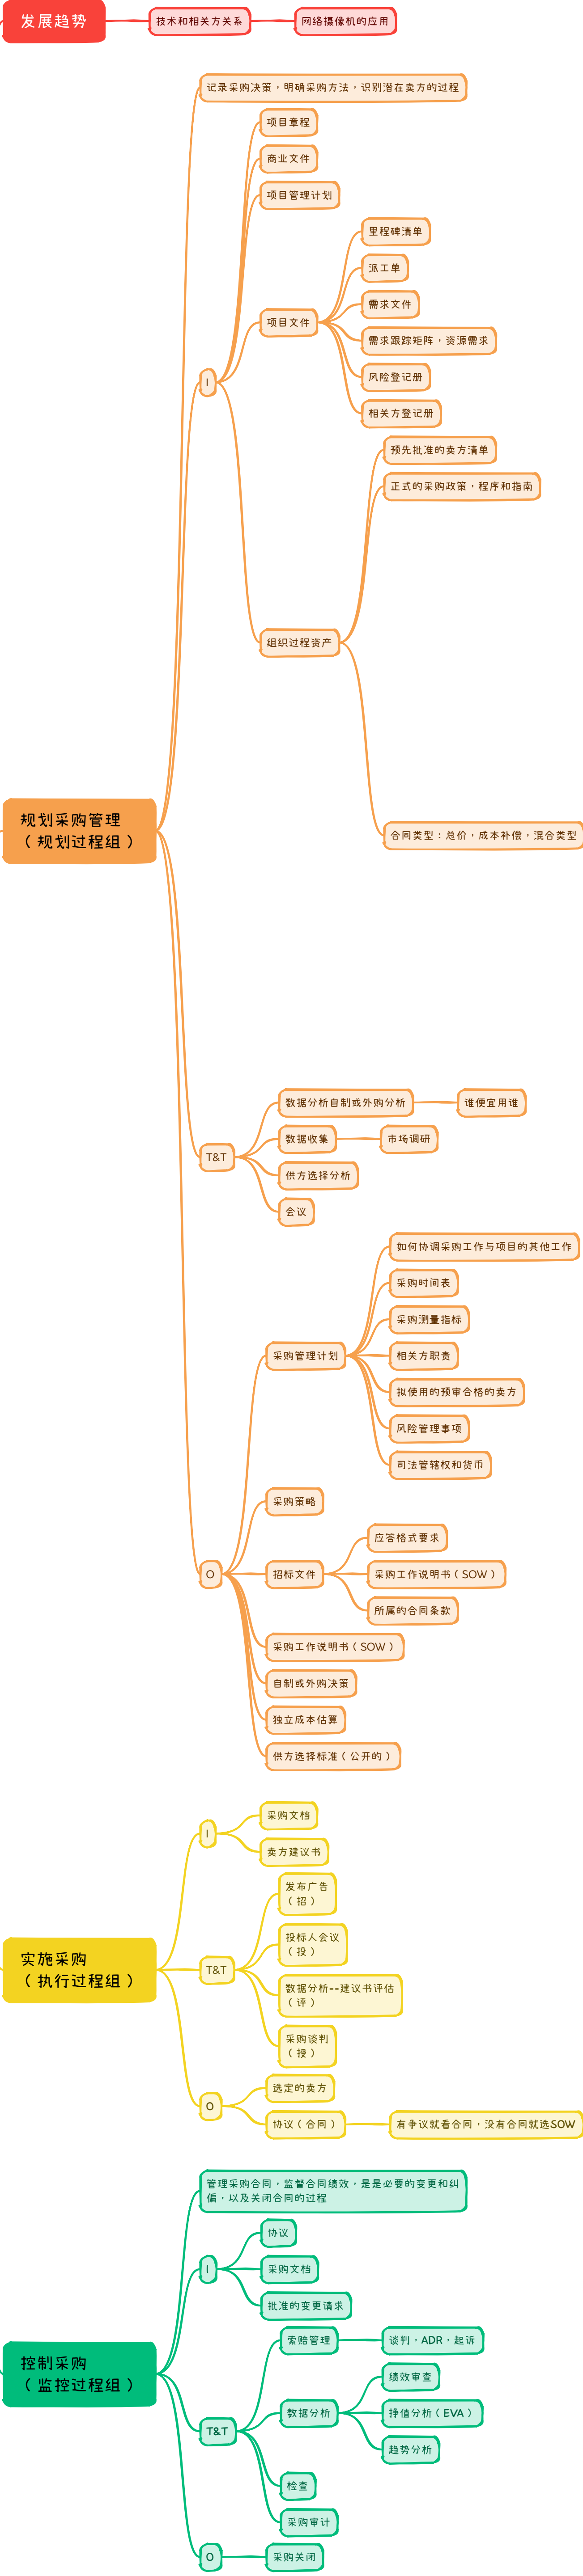 发展趋势
技术和相关方关系
网络摄像机的应用
规划采购管理
（规划过程组）
记录采购决策，明确采购方法，识别潜在卖方的过程
I
项目章程
商业文件
项目管理计划
项目文件
里程碑清单
派工单
需求文件
需求跟踪矩阵，资源需求
风险登记册
相关方登记册
组织过程资产
预先批准的卖方清单
正式的采购政策，程序和指南
合同类型：总价，成本补偿，混合类型
T&T
数据分析自制或外购分析
谁便宜用谁
数据收集
市场调研
供方选择分析
会议
O
采购管理计划
如何协调采购工作与项目的其他工作
采购时间表
采购测量指标
相关方职责
拟使用的预审合格的卖方
风险管理事项
司法管辖权和货币
采购策略
招标文件
应答格式要求
采购工作说明书（SOW）
所属的合同条款
采购工作说明书（SOW）
自制或外购决策
独立成本估算
供方选择标准（公开的）
实施采购
（执行过程组）
I
采购文档
卖方建议书
T&T
发布广告
（招）
投标人会议
（投）
数据分析--建议书评估
（评）
采购谈判
（授）
O
选定的卖方
协议（合同）
有争议就看合同，没有合同就选SOW
控制采购
（监控过程组）
管理采购合同，监督合同绩效，是是必要的变更和纠
偏，以及关闭合同的过程
I
协议
采购文档
批准的变更请求
T&T
索赔管理
谈判，ADR，起诉
数据分析
绩效审查
挣值分析（EVA）
趋势分析
检查
采购审计
O
采购关闭